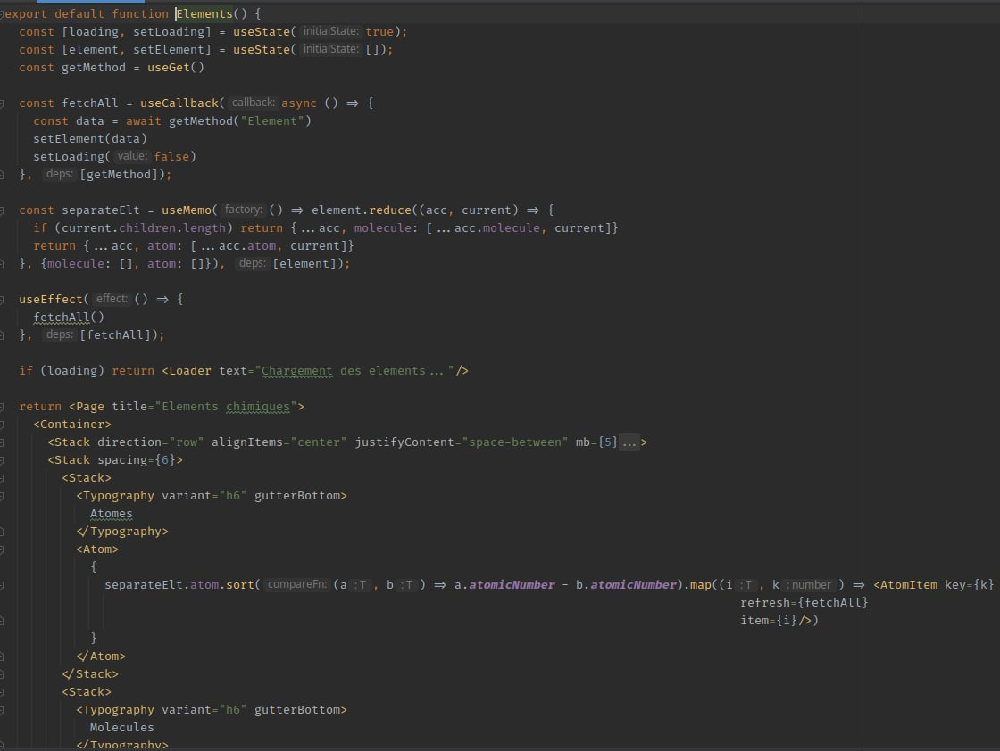 export default function Elements() {
const [loading, setLoading] = useState( initialState: true);
const [element, setElement] = useState( initialState: []);
const getMethod = useGet()
const fetchAll = useCallback( callback: async () => {
const data = await getMethod("Element")
setElement(data)
setLoading( value: false)
}, deps: [getMethod]);
const separateElt = useMemo( factory: () => element.reduce((acc, current) => {
if (current.children.length) return {...acc, molecule: [...acc.molecule, current]}
return {...acc, atom: [...acc.atom, current]}
}, {molecule: [], atom: []}), deps: [element]);
useEffect( effect: () => {
fetchAll()
}, deps: [fetchAll]);
if (loading) return <Loader text="Chargement des elements..."/>
return <Page title="Elements chimiques">
<Container>
<Stack direction="row" alignItems="center" justifyContent="space-between" mb={5}...>
<Stack spacing={6}>
<Stack>
<Typography variant="h6" gutterBottom>
Atomes
</Typography>
<Atom>
{
separateElt.atom.sort( compareFn: (a :T , b :T ) => a.atomicNumber - b.atomicNumber).map((i :T , k :number ) => <AtomItem key={k}
refresh={fetchAll}
item={i}/>)
}
</Atom>
</Stack>
<Stack>
<Typography variant="h6" gutterBottom>
Molecules
</Typography>